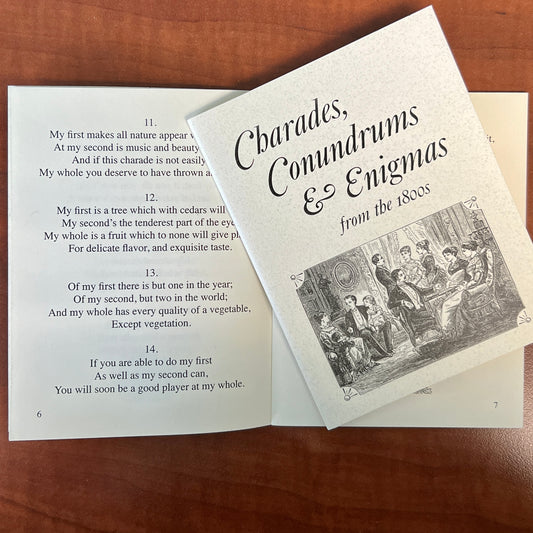 11.
My first makes all nature appear
At my second is music and beauty
And if this charade is not easily
My whole you deserve to have thrown
12.
My first is a tree which with cedars will
My second's the tenderest part of the eye
My whole is a fruit which to none will give
For delicate flavor, and exquisite taste.
13.
Of my first there is but one in the year;
Of my second, but two in the world;
And my whole has every quality of a vegetable,
Except vegetation.
14.
If you are able to do my first
As well as my second can,
You will soon be a good player at my whole.
6
Charades,
Conundrums
& Enigmas
from the 1800s
7